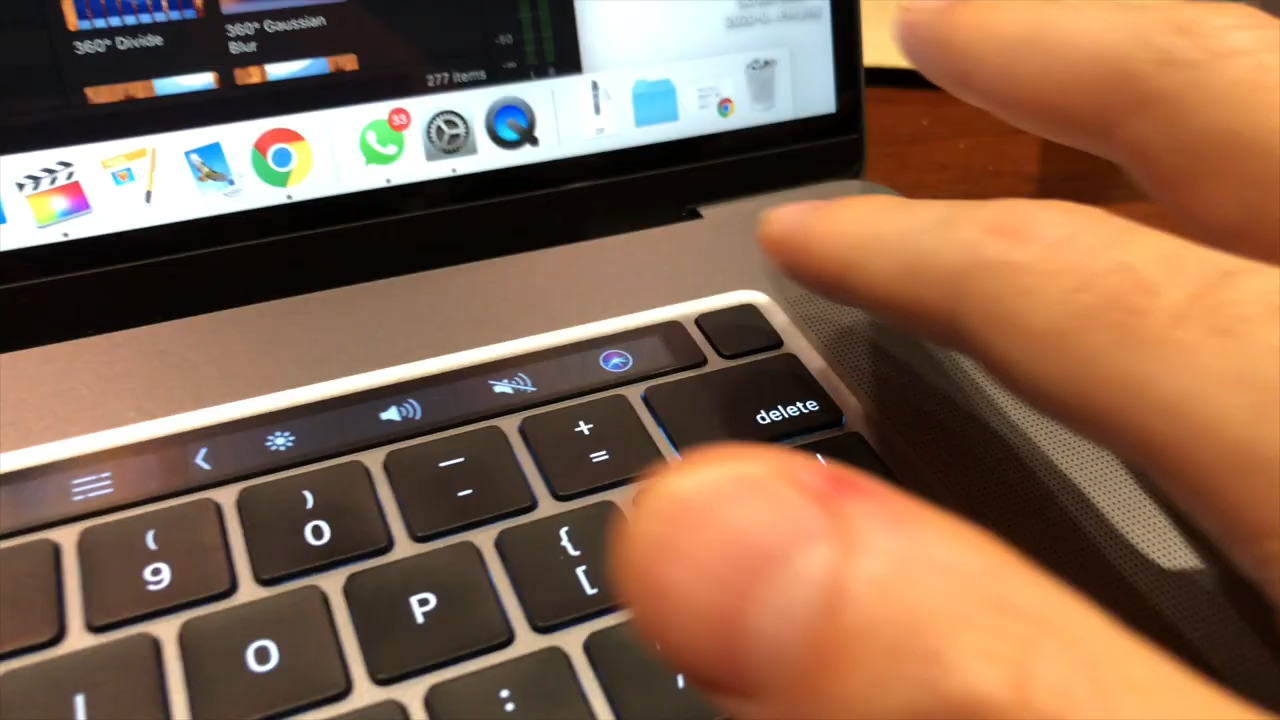 360° Divide
360° Gaussian
Blur
277 items
33
delete
+
=
—
-
)
0
(
9
{
[
P
O
: